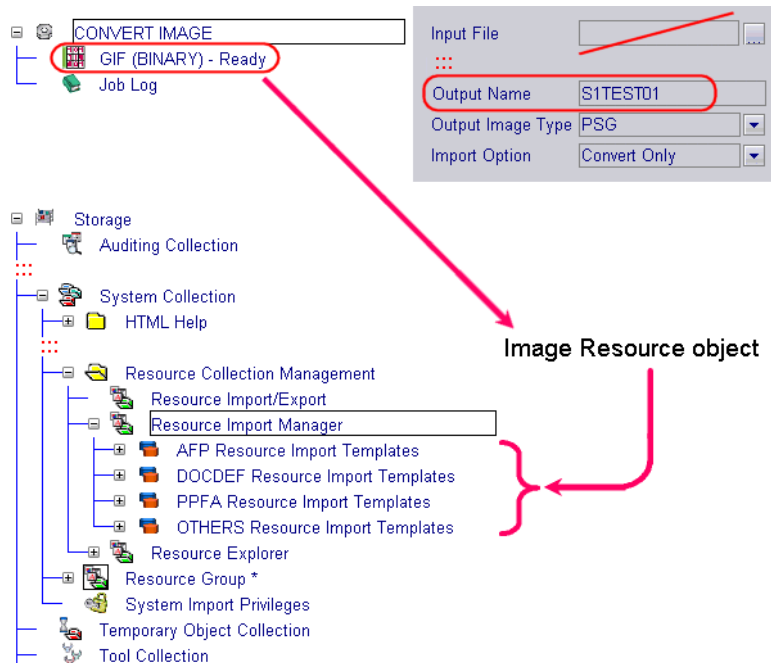 CONVERT IMAGE
GIF (BINARY) - Ready
Job Log
Input File
...
Output Name S1TEST01
Output Image Type PSG
Import Option Convert Only
Storage
Auditing Collection
System Collection
HTML Help
Image Resource object
Resource Collection Management
Resource Import/Export
Resource Import Manager
AFP Resource Import Templates
DOCDEF Resource Import Templates
PPFA Resource Import Templates
OTHERS Resource Import Templates
Resource Explorer
Resource Group *
System Import Privileges
Temporary Object Collection
Tool Collection